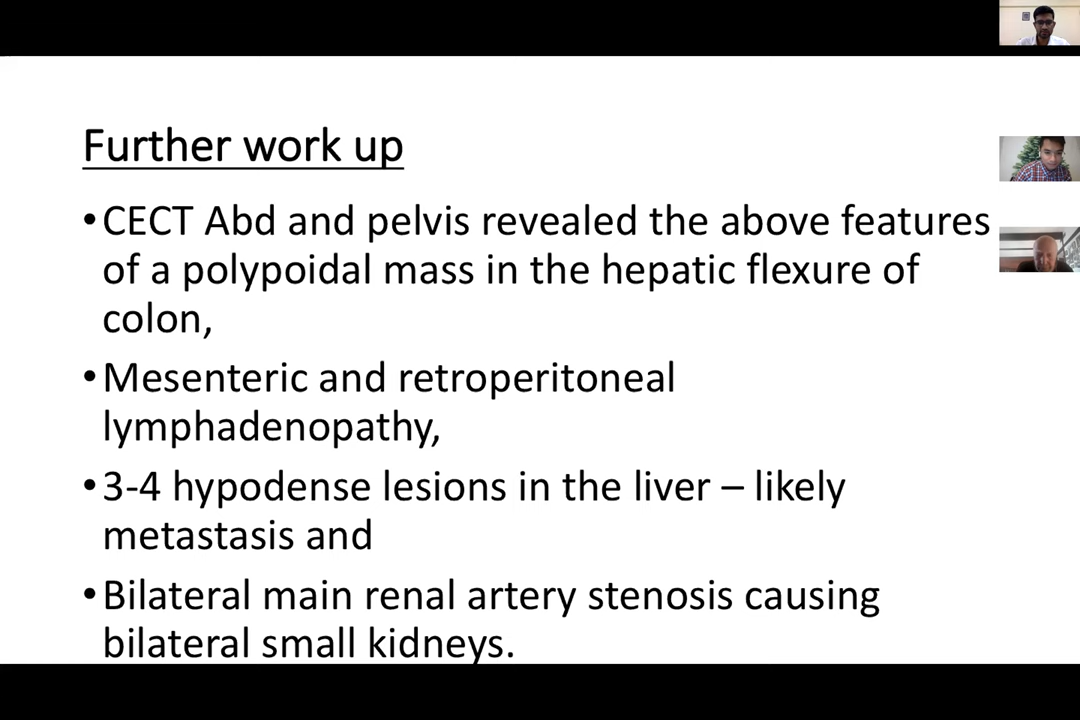 Further work up
•CECT Abd and pelvis revealed the above features
of a polypoidal mass in the hepatic flexure of
colon,
•Mesenteric and retroperitoneal
lymphadenopathy,
•3-4 hypodense lesions in the liver – likely
metastasis and
•Bilateral main renal artery stenosis causing
bilateral small kidneys.